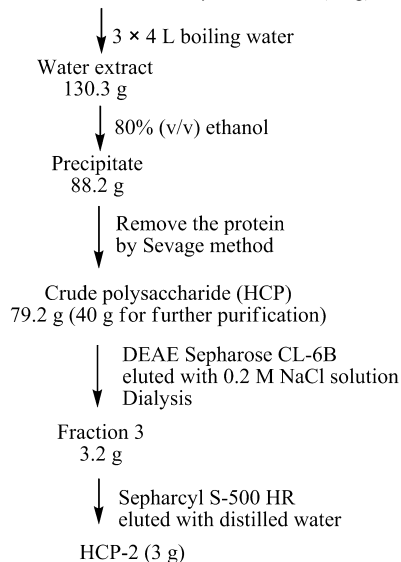 3 × 4 L boiling water
Water extract
130.3 g
80% (v/v) ethanol
Precipitate
88.2 g
Remove the protein
by Sevage method
Crude polysaccharide (HCP)
79.2 g (40 g for further purification)
DEAE Sepharose CL-6B
eluted with 0.2 M NaCl solution
Dialysis
Fraction 3
3.2 g
Sepharcyl S-500 HR
eluted with distilled water
HCP-2 (3 g)